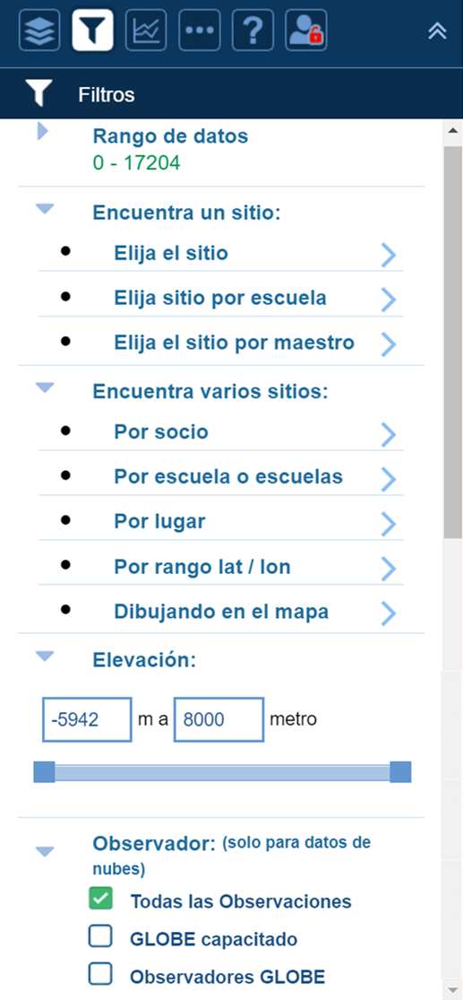 ?
Filtros
Rango de datos
0 - 17204
Encuentra un sitio:
Elija el sitio
Elija sitio por escuela
Elija el sitio por maestro
Encuentra varios sitios:
Por socio
Por escuela o escuelas
Por lugar
Por rango lat / lon
Dibujando en el mapa
Elevación:
-5942 m a 8000 metro
Observador: (solo para datos de
nubes)
Todas las Observaciones
GLOBE capacitado
Observadores GLOBE